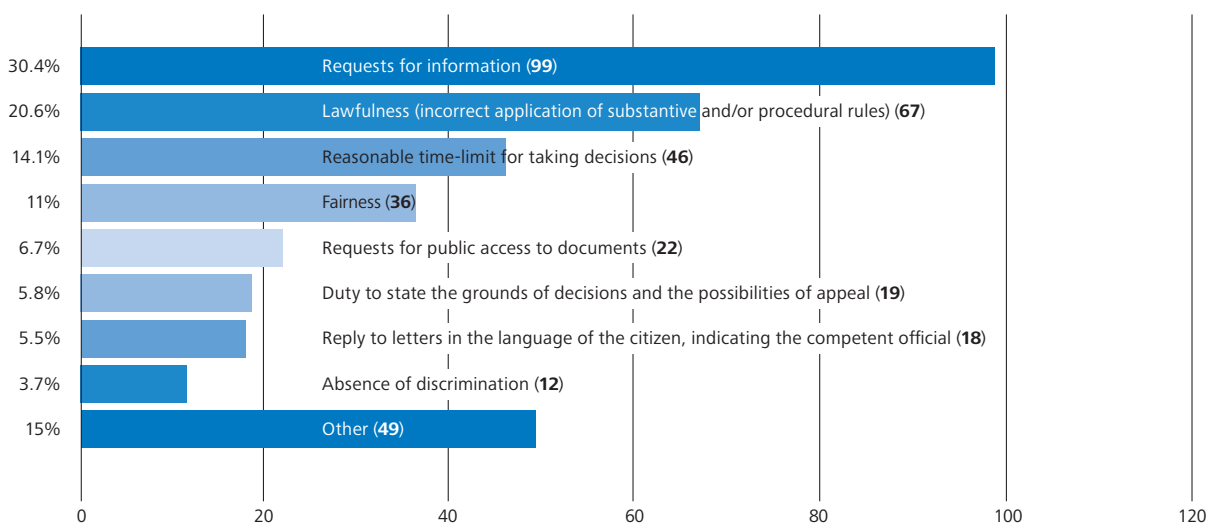 30.4% Requests for information (99)
20.6% Lawfulness (incorrect application of substantive and/or procedural rules) (67)
14.1% Reasonable time-limit for taking decisions (46)
11% Fairness (36)
6.7% Requests for public access to documents (22)
5.8% Duty to state the grounds of decisions and the possibilities of appeal (19)
5.5% Reply to letters in the language of the citizen, indicating the competent official (18)
3.7% Absence of discrimination (12)
15% Other (49)
0 20 40 60 80 100 120